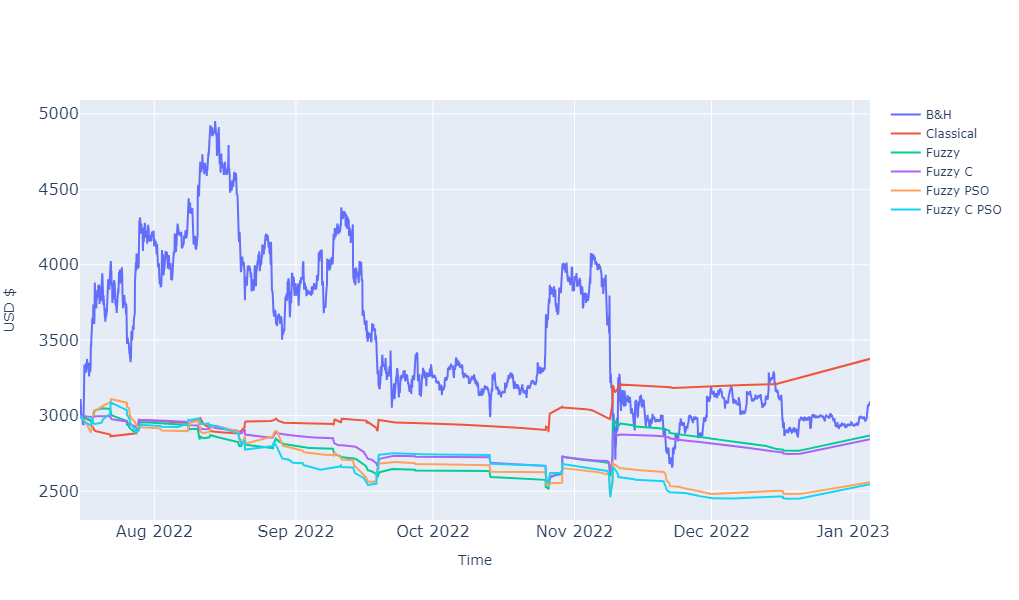 5000
4500
4000
3500
3000
2500
USD $
Aug 2022
Sep 2022
Oct 2022
Nov 2022
Dec 2022
Jan 2023
Time
B&H
Classical
Fuzzy
Fuzzy C
Fuzzy PSO
Fuzzy C PSO